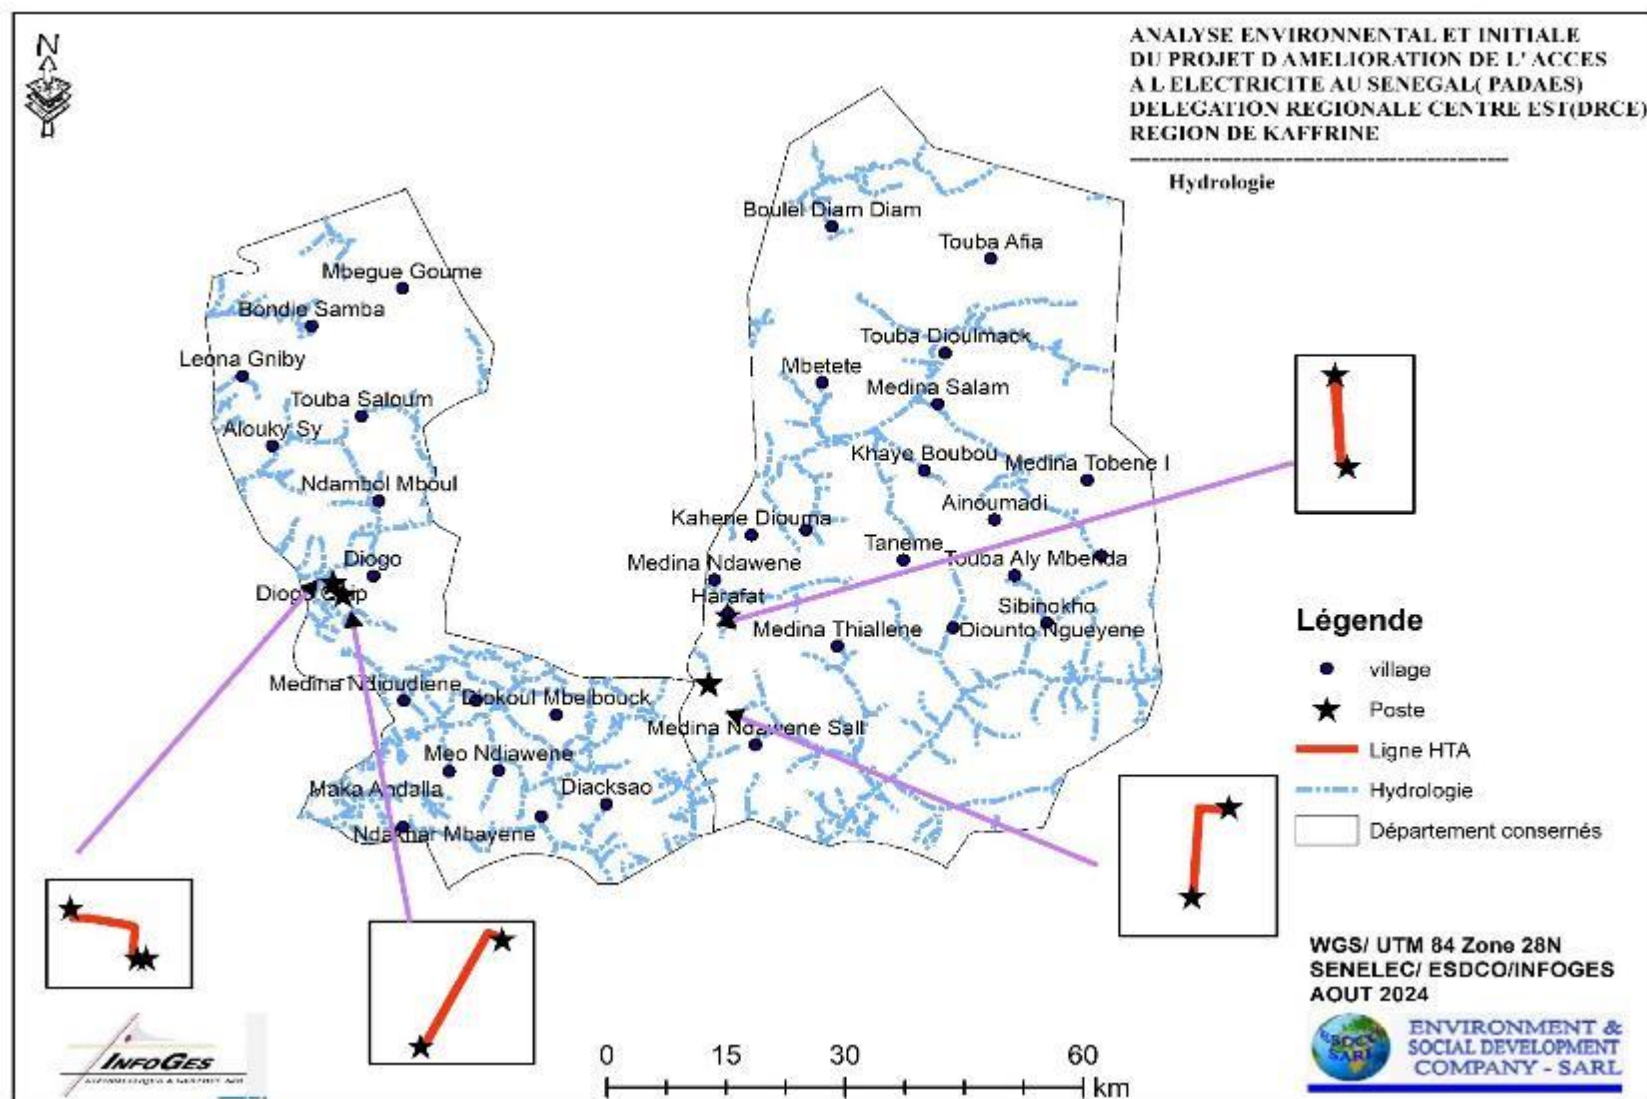 N
ANALYSE ENVIRONNENTAL ET INITIALE
DU PROJET D AMELIORATION DE L' ACCES
A L ELECTRICITE AU SENEGAL( PADAES)
DELEGATION REGIONALE CENTRE EST(DRCE)
REGION DE KAFFRINE
Hydrologie
Boulel Diam Diam
Touba Afia
Mbegue Goume
Bondie Samba
Touba Dioulmack
Leona Gniby
Mbetete
Medina Salam
Touba Saloum
Alouky Sy
Khaye Boubou
Medina Tobene I
Ndambol Mboul
Ainoumadi
Kahene Diouma
Taneme
Diogo
Medina Ndawene
Touba Aly Mbenda
Harafat
Sibinokho
Medina Thiallene
Diounto Ngueyene
Medina Ndioudiene
Diokoul Mbelbouck
Medina Ndawene Sall
Meo Ndiawene
Maka Andalla
Diacksao
Ndakhar Mbayene
Légende
village
Poste
Ligne HTA
Hydrologie
Département consernés
WGS/ UTM 84 Zone 28N
SENELEC/ ESDCO/INFOGES
AOUT 2024
INFOGES
0 15 30 60
km
ESDCO
SARL
ENVIRONMENT &
SOCIAL DEVELOPMENT
COMPANY - SARL